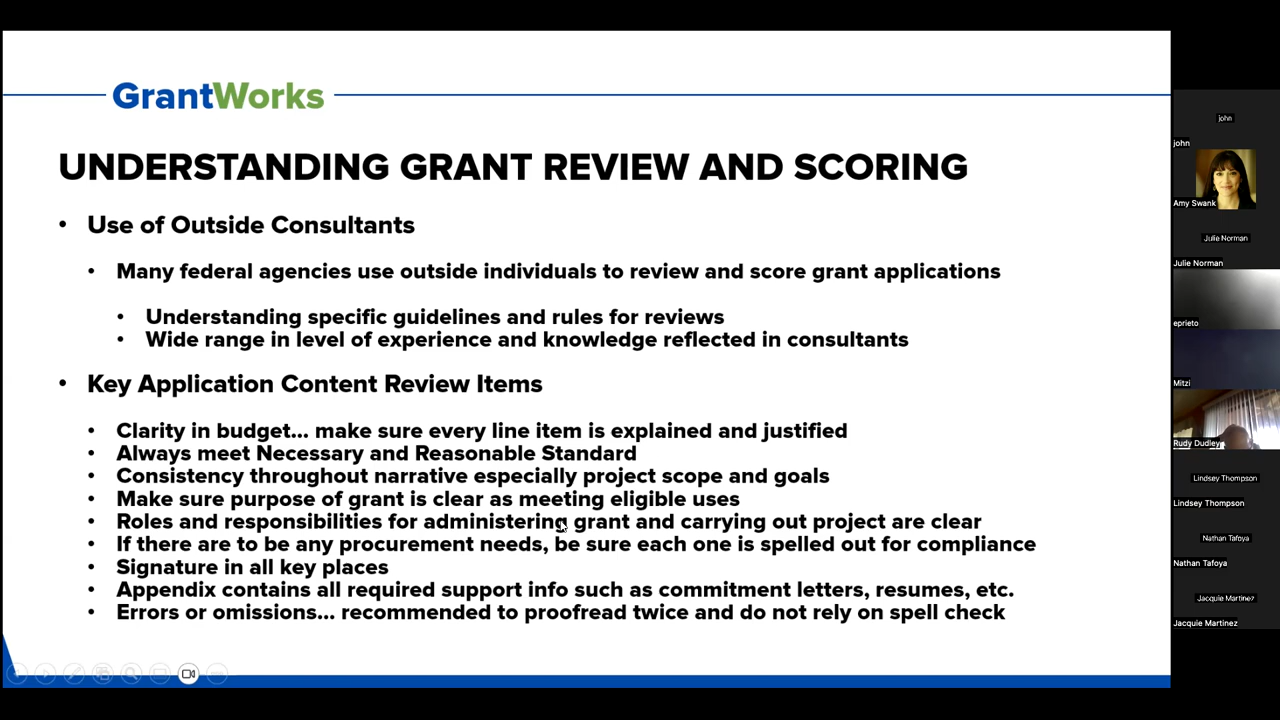 GrantWorks
UNDERSTANDING GRANT REVIEW AND SCORING
• Use of Outside Consultants
• Many federal agencies use outside individuals to review and score grant applications
• Understanding specific guidelines and rules for reviews
• Wide range in level of experience and knowledge reflected in consultants
• Key Application Content Review Items
• Clarity in budget... make sure every line item is explained and justified
• Always meet Necessary and Reasonable Standard
• Consistency throughout narrative especially project scope and goals
• Make sure purpose of grant is clear as meeting eligible uses
• Roles and responsibilities for administering grant and carrying out project are clear
• If there are to be any procurement needs, be sure each one is spelled out for compliance
• Signature in all key places
• Appendix contains all required support info such as commitment letters, resumes, etc.
• Errors or omissions... recommended to proofread twice and do not rely on spell check
john
john
Amy Swank
Julie Norman
Julie Norman
eprieto
Mitzi
Rudy Dudley
Lindsey Thompson
Lindsey Thompson
Nathan Tafoya
Nathan Tafoya
Jacquie Martinez
Jacquie Martinez